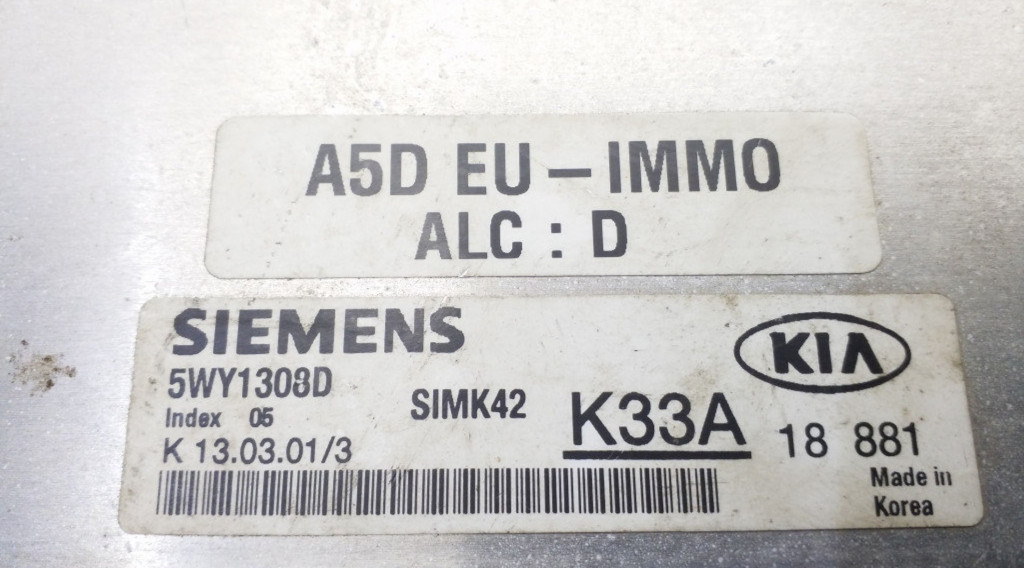 A5D EU – IMMO
ALC : D
SIEMENS
KIA
5WY1308D
SIMK42
K33A
Index 05
18 881
K 13.03.01/3
Made in
Korea